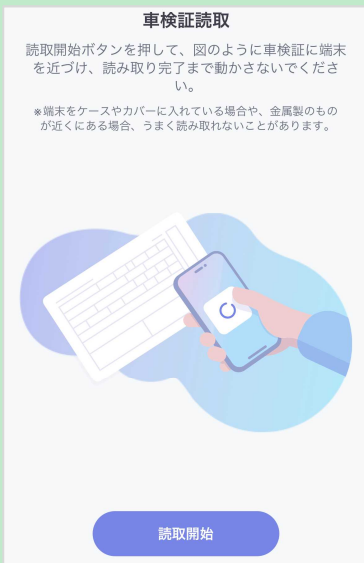 車検証読取
読取開始ボタンを押して、図のように車検証に端末
を近づけ、読み取り完了まで動かさないでくださ
い。
※端末をケースやカバーに入れている場合や、金属製のもの
が近くにある場合、うまく読み取れないことがあります。
読取開始